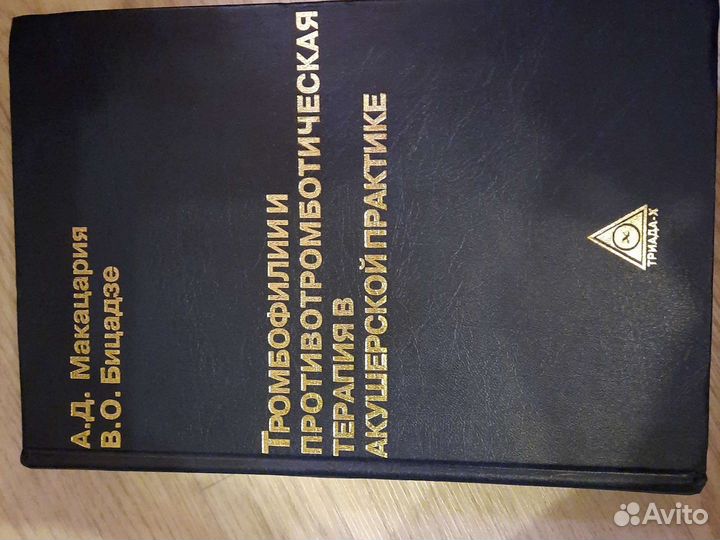 А.Д. Макацария
В.О. Бицадзе
ТРОМБОФИЛИИ И
ПРОТИВОТРОМБОТИЧЕСКАЯ
ТЕРАПИЯ В
АКУШЕРСКОЙ ПРАКТИКЕ
ТРИАДА-Х
Avito